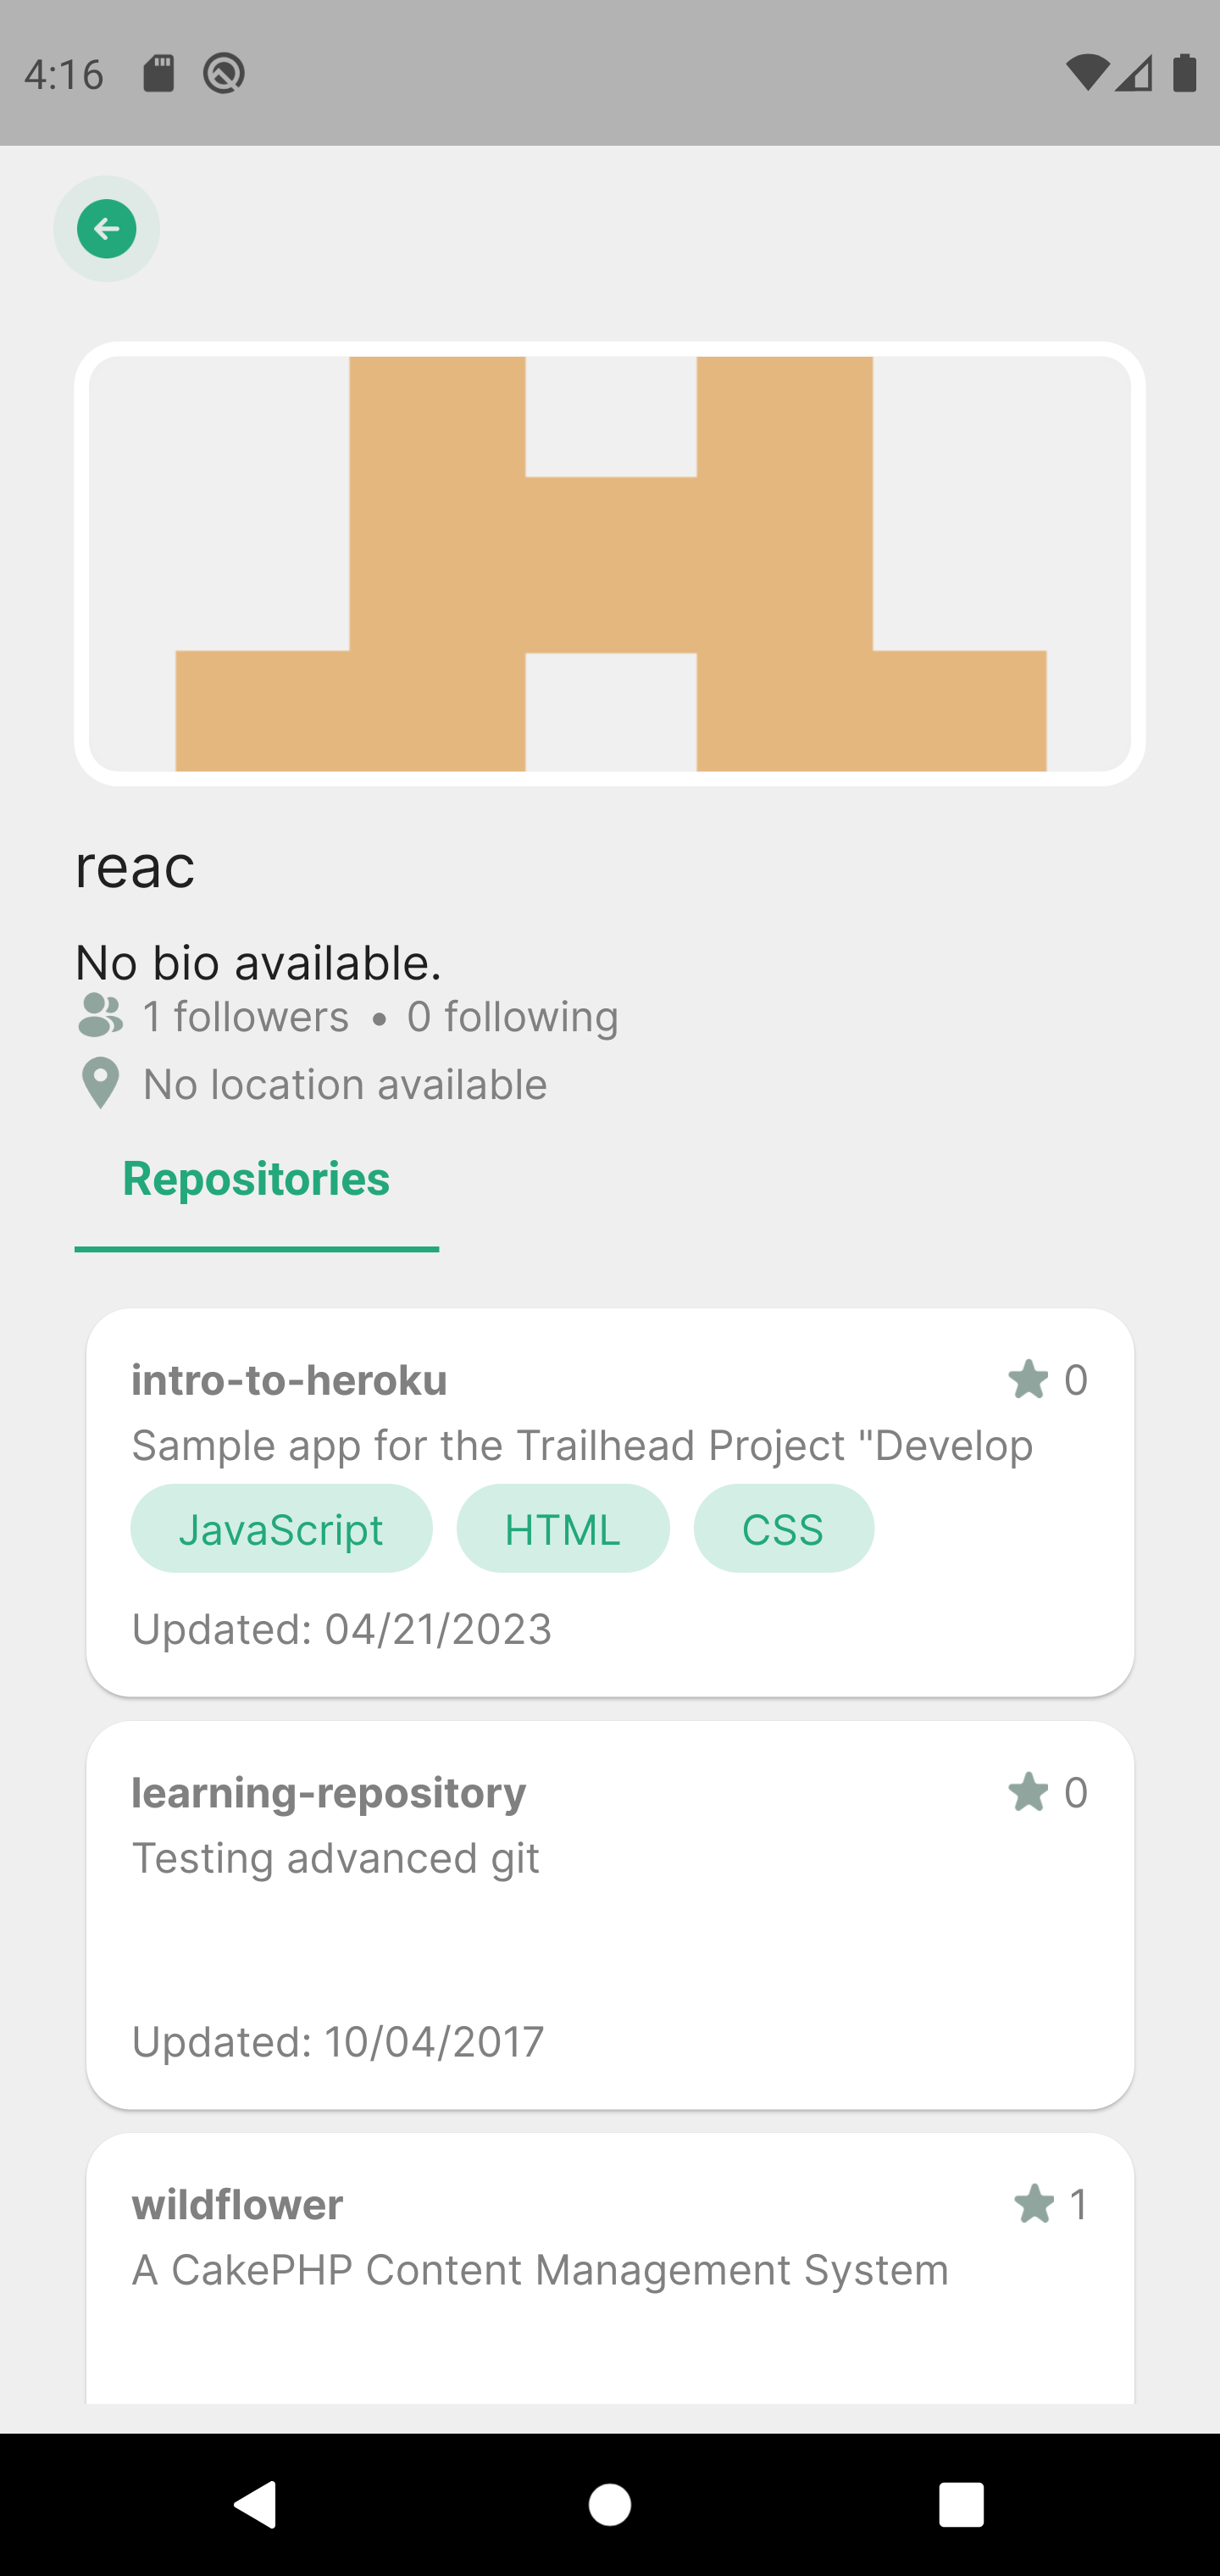 4:16
reac
No bio available.
1 followers • 0 following
No location available
Repositories
intro-to-heroku
0
Sample app for the Trailhead Project "Develop
JavaScript HTML CSS
Updated: 04/21/2023
learning-repository
0
Testing advanced git
Updated: 10/04/2017
wildflower
1
A CakePHP Content Management System